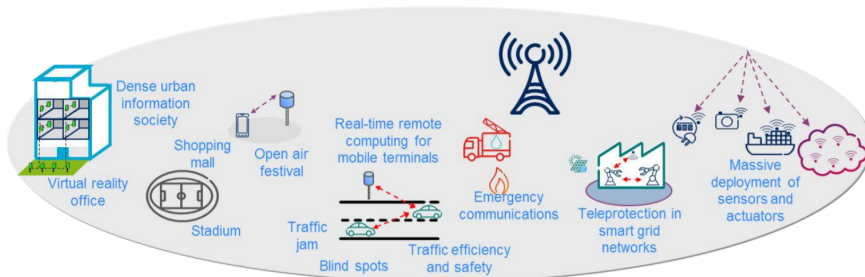 Dense urban
information
society
Virtual reality
office
Shopping
mall
Stadium
Open air
festival
Real-time remote
computing for
mobile terminals
Traffic
jam
Blind spots
Traffic efficiency
and safety
Emergency
communications
Teleprotection in
smart grid
networks
Massive
deployment of
sensors and
actuators